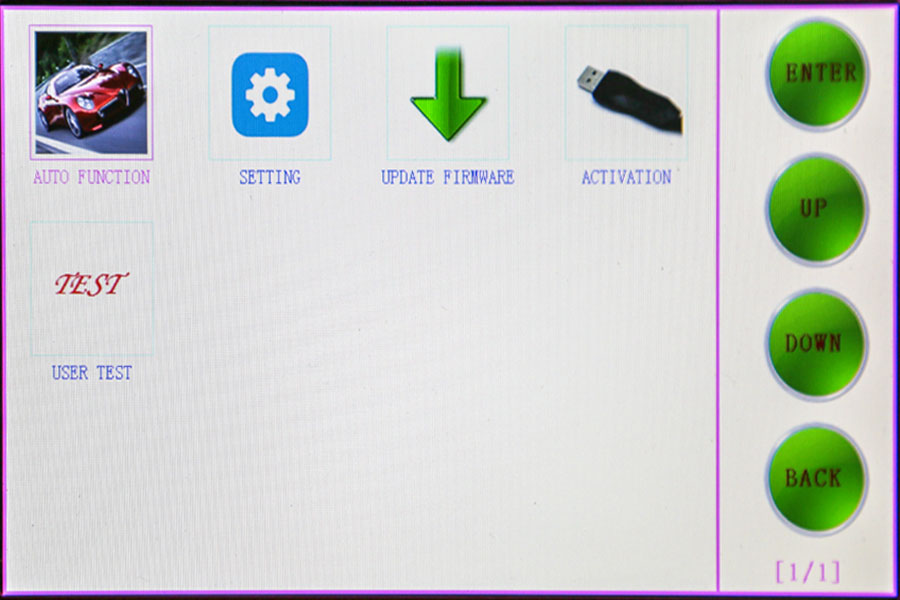 AUTO FUNCTION
SETTING
UPDATE FIRMWARE
ACTIVATION
TEST
USER TEST
ENTER
UP
DOWN
BACK
[1/1]